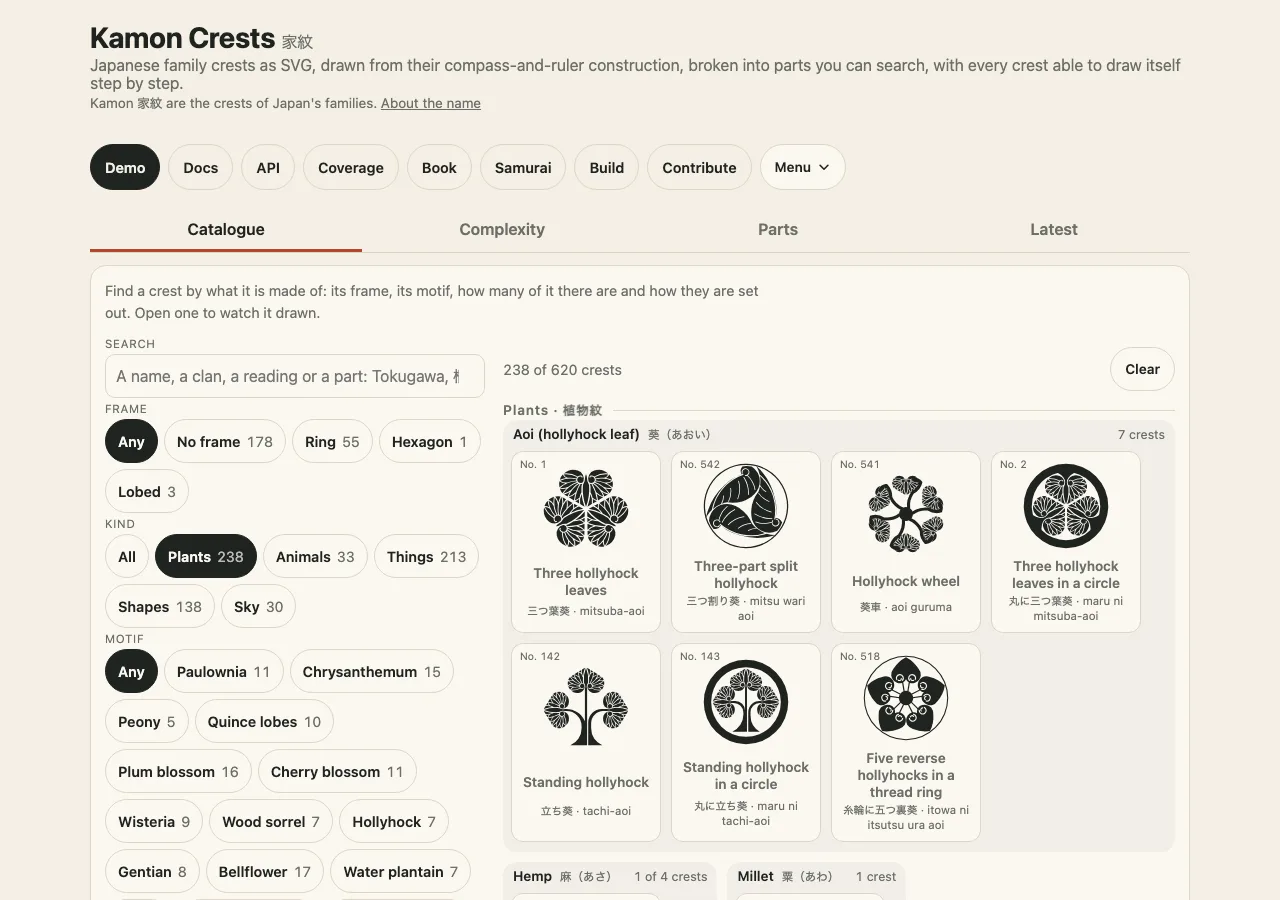 Kamon Crests 家紋
Japanese family crests as SVG, drawn from their compass-and-ruler construction, broken into parts you can search, with every crest able to draw itself
step by step.
Kamon 家紋 are the crests of Japan's families. About the name
Demo Docs API Coverage Book Samurai Build Contribute Menu
Catalogue Complexity Parts Latest
Find a crest by what it is made of: its frame, its motif, how many of it there are and how they are set
out. Open one to watch it drawn.
SEARCH
A name, a clan, a reading or a part: Tokugawa,
FRAME
Any No frame 178 Ring 55 Hexagon 1
Lobed 3
KIND
All Plants 238 Animals 33 Things 213
Shapes 138 Sky 30
MOTIF
Any Paulownia 11 Chrysanthemum 15
Peony 5 Quince lobes 10
Plum blossom 16 Cherry blossom 11
Wisteria 9 Wood sorrel 7 Hollyhock 7
Gentian 8 Bellflower 17 Water plantain 7
238 of 620 crests
Clear
Plants · 植物紋
Aoi (hollyhock leaf) 葵（あおい） 7 crests
No. 1
Three hollyhock
leaves
三つ葉葵 · mitsuba-aoi
No. 542
Three-part split
hollyhock
三つ割り葵 · mitsu wari
aoi
No. 541
Hollyhock wheel
葵車 · aoi guruma
No. 2
Three hollyhock
leaves in a circle
丸に三つ葉葵 · maru ni
mitsuba-aoi
No. 142
Standing hollyhock
立ち葵 · tachi-aoi
No. 143
Standing hollyhock
in a circle
丸に立ち葵 · maru ni
tachi-aoi
No. 518
Five reverse
hollyhocks in a
thread ring
糸輪に五つ裏葵 · itowa ni
itsutsu ura aoi
Hemp 麻（あさ） 1 of 4 crests
Millet 粟（あわ） 1 crest